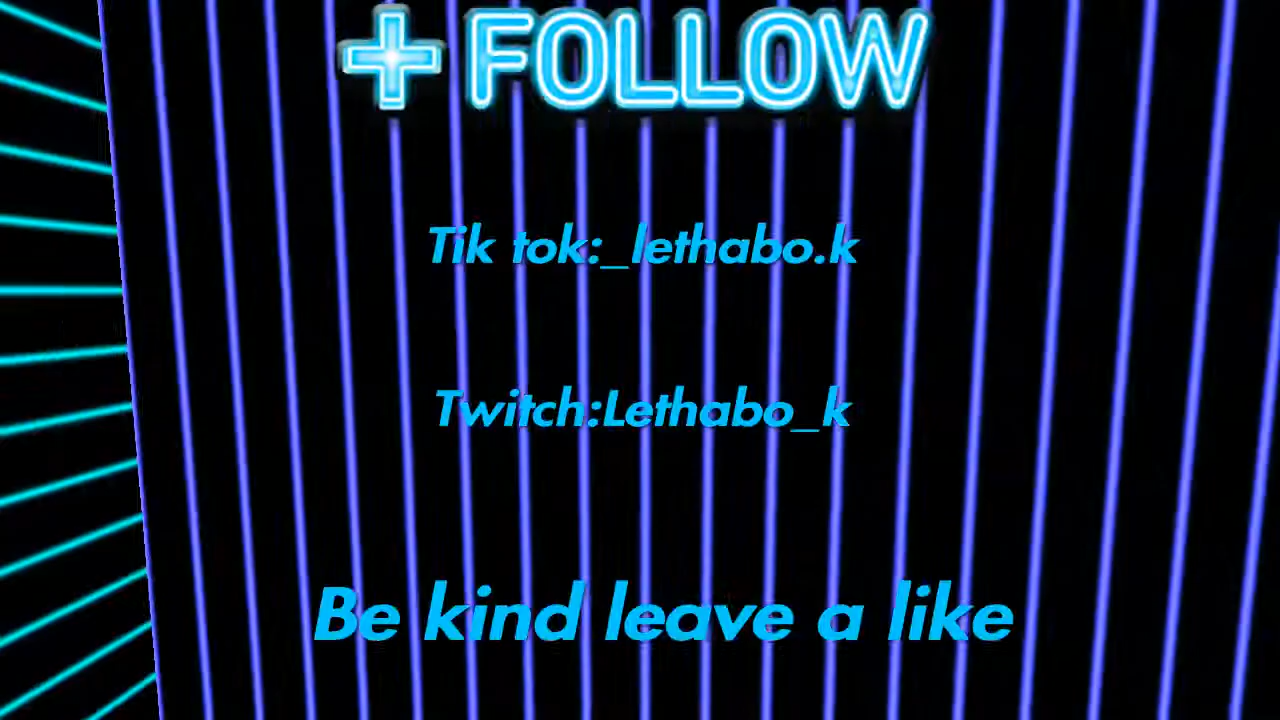 + FOLLOW
Tik tok:_lethabo.k
Twitch:Lethabo_k
Be kind leave a like